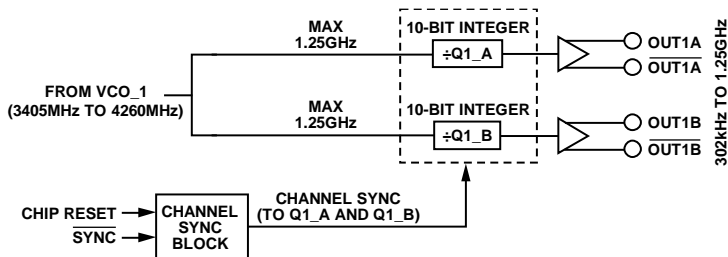 MAX
1.25GHz
10-BIT INTEGER
÷Q1_A
OUT1A
OUT1A
FROM VCO_1
(3405MHz TO 4260MHz)
MAX
1.25GHz
10-BIT INTEGER
÷Q1_B
OUT1B
OUT1B
302kHz TO 1.25GHz
CHIP RESET
SYNC
CHANNEL
SYNC
BLOCK
CHANNEL SYNC
(TO Q1_A AND Q1_B)